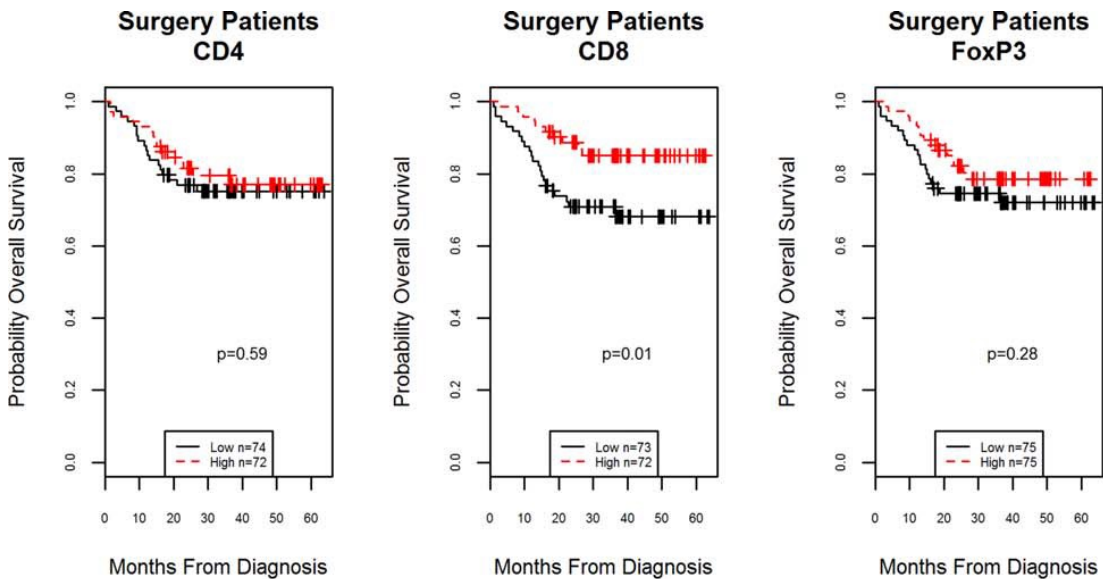 Surgery Patients
CD4
Probability Overall Survival
1.0
0.8
0.6
0.4
0.2
0.0
p=0.59
Low n=74
High n=72
0 10 20 30 40 50 60
Months From Diagnosis
Surgery Patients
CD8
Probability Overall Survival
1.0
0.8
0.6
0.4
0.2
0.0
p=0.01
Low n=73
High n=72
0 10 20 30 40 50 60
Months From Diagnosis
Surgery Patients
FoxP3
Probability Overall Survival
1.0
0.8
0.6
0.4
0.2
0.0
p=0.28
Low n=75
High n=75
0 10 20 30 40 50 60
Months From Diagnosis